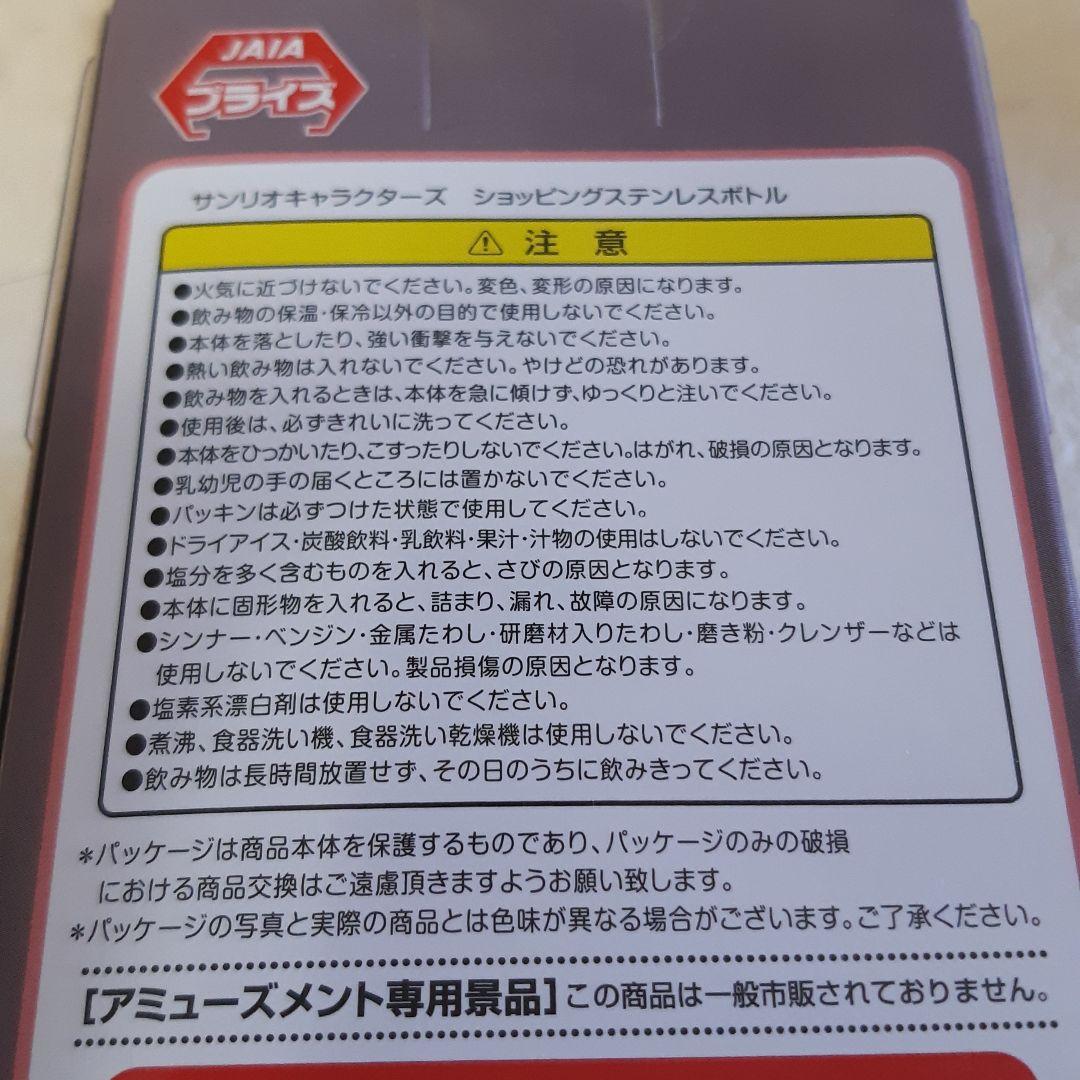 JAIA
プライズ
サンリオキャラクターズ　ショッピングステンレスボトル
⚠ 注　意
●火気に近づけないでください。変色、変形の原因になります。
●飲み物の保温・保冷以外の目的で使用しないでください。
●本体を落としたり、強い衝撃を与えないでください。
●熱い飲み物は入れないでください。やけどの恐れがあります。
●飲み物を入れるときは、本体を急に傾けず、ゆっくりと注いでください。
●使用後は、必ずきれいに洗ってください。
●本体をひっかいたり、こすったりしないでください。はがれ、破損の原因となります。
●乳幼児の手の届くところには置かないでください。
●パッキンは必ずつけた状態で使用してください。
●ドライアイス・炭酸飲料・乳飲料・果汁・汁物の使用はしないでください。
●塩分を多く含むものを入れると、さびの原因となります。
●本体に固形物を入れると、詰まり、漏れ、故障の原因になります。
●シンナー・ベンジン・金属たわし・研磨材入りたわし・磨き粉・クレンザーなどは
使用しないでください。製品損傷の原因となります。
●塩素系漂白剤は使用しないでください。
●煮沸、食器洗い機、食器洗い乾燥機は使用しないでください。
●飲み物は長時間放置せず、その日のうちに飲みきってください。
＊パッケージは商品本体を保護するものであり、パッケージのみの破損
における商品交換はご遠慮頂きますようお願い致します。
＊パッケージの写真と実際の商品とは色味が異なる場合がございます。ご了承ください。
[アミューズメント専用景品]この商品は一般市販されておりません。